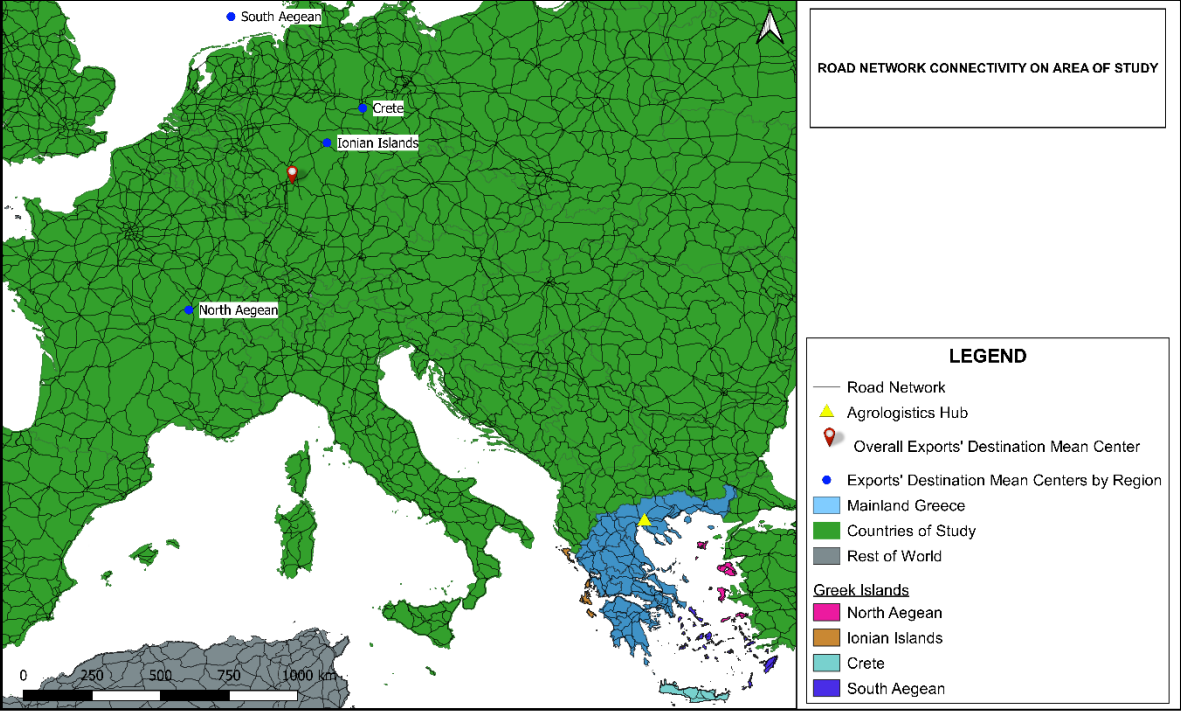 South Aegean
Crete
Ionian Islands
North Aegean
0 250 500 750 1000 km
ROAD NETWORK CONNECTIVITY ON AREA OF STUDY
LEGEND
Road Network
Agrologistics Hub
Overall Exports' Destination Mean Center
Exports' Destination Mean Centers by Region
Mainland Greece
Countries of Study
Rest of World
Greek Islands
North Aegean
Ionian Islands
Crete
South Aegean